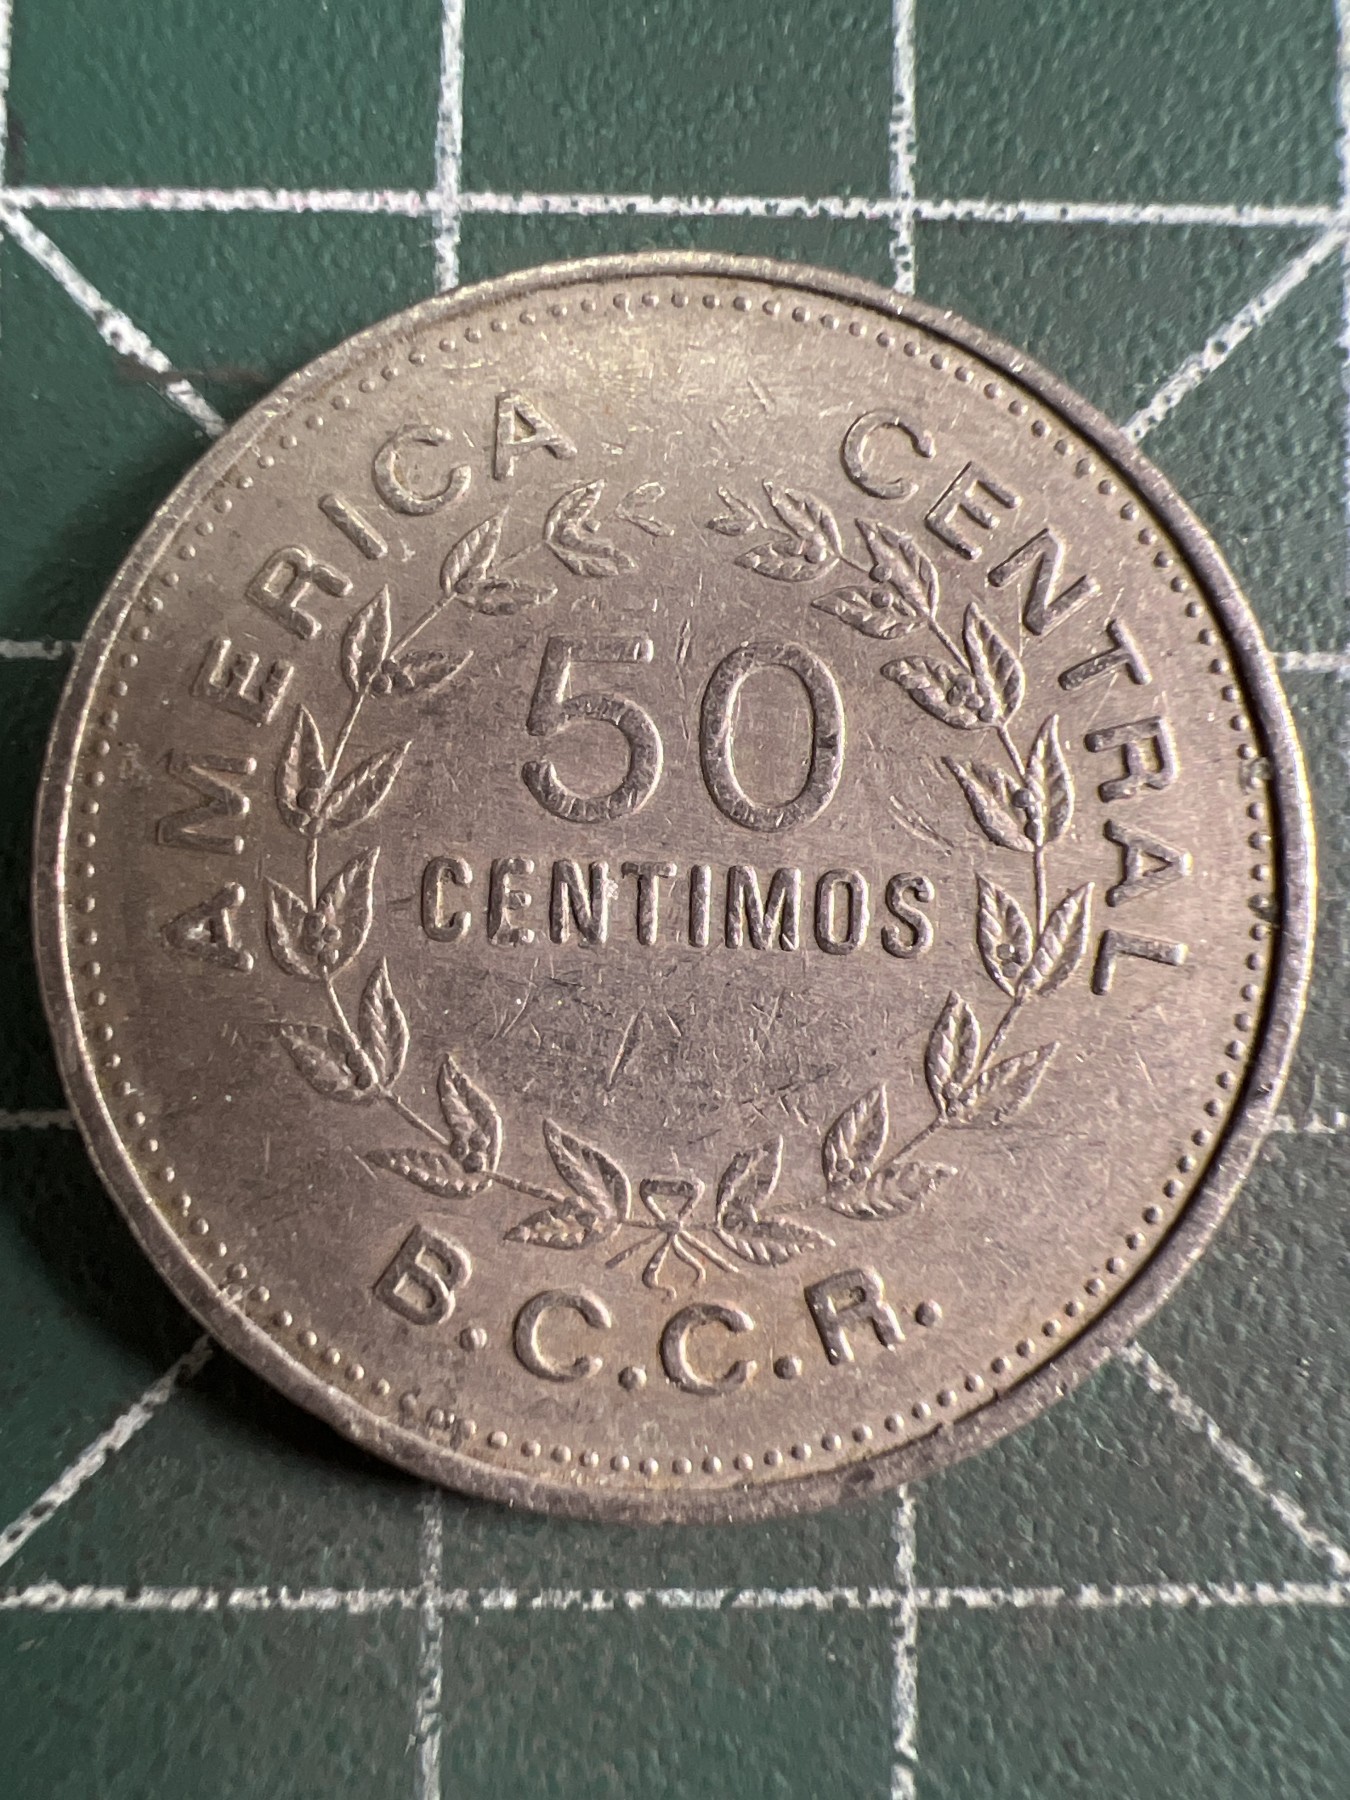 AMERICA CENTRAL
50
CENTIMOS
B.C.C.R.